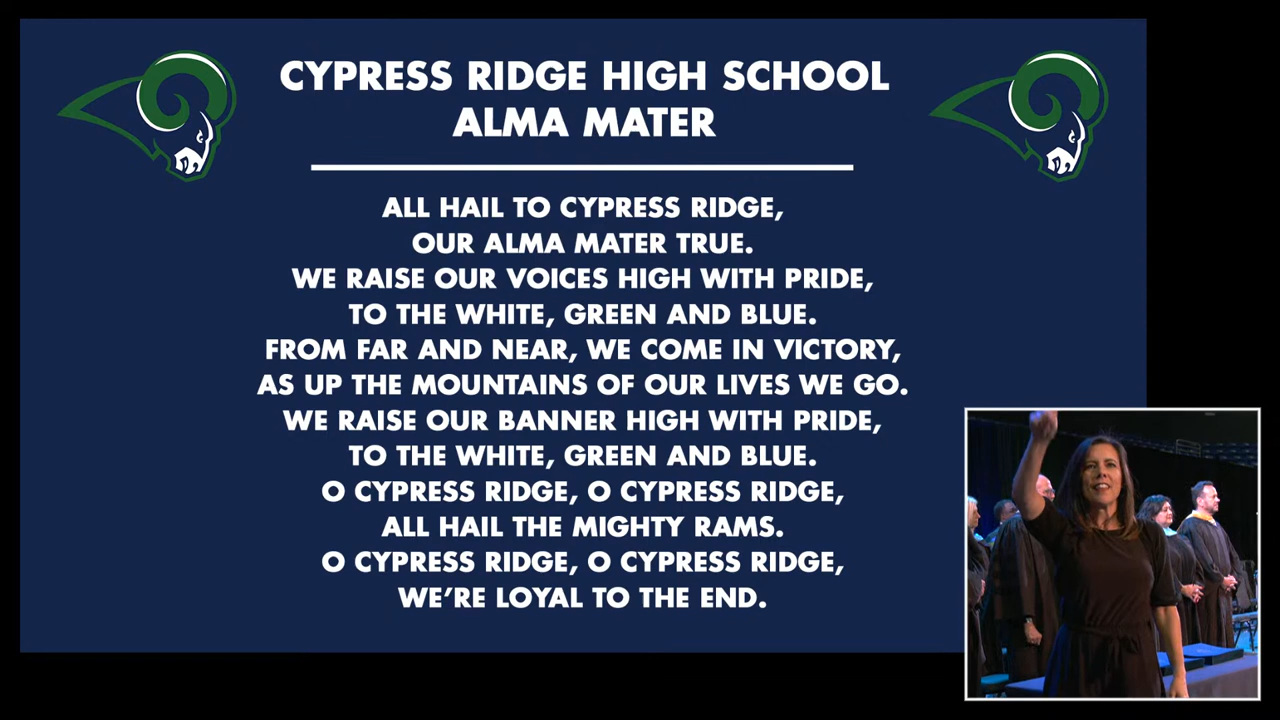 CYPRESS RIDGE HIGH SCHOOL
ALMA MATER
ALL HAIL TO CYPRESS RIDGE,
OUR ALMA MATER TRUE.
WE RAISE OUR VOICES HIGH WITH PRIDE,
TO THE WHITE, GREEN AND BLUE.
FROM FAR AND NEAR, WE COME IN VICTORY,
AS UP THE MOUNTAINS OF OUR LIVES WE GO.
WE RAISE OUR BANNER HIGH WITH PRIDE,
TO THE WHITE, GREEN AND BLUE.
O CYPRESS RIDGE, O CYPRESS RIDGE,
ALL HAIL THE MIGHTY RAMS.
O CYPRESS RIDGE, O CYPRESS RIDGE,
WE'RE LOYAL TO THE END.